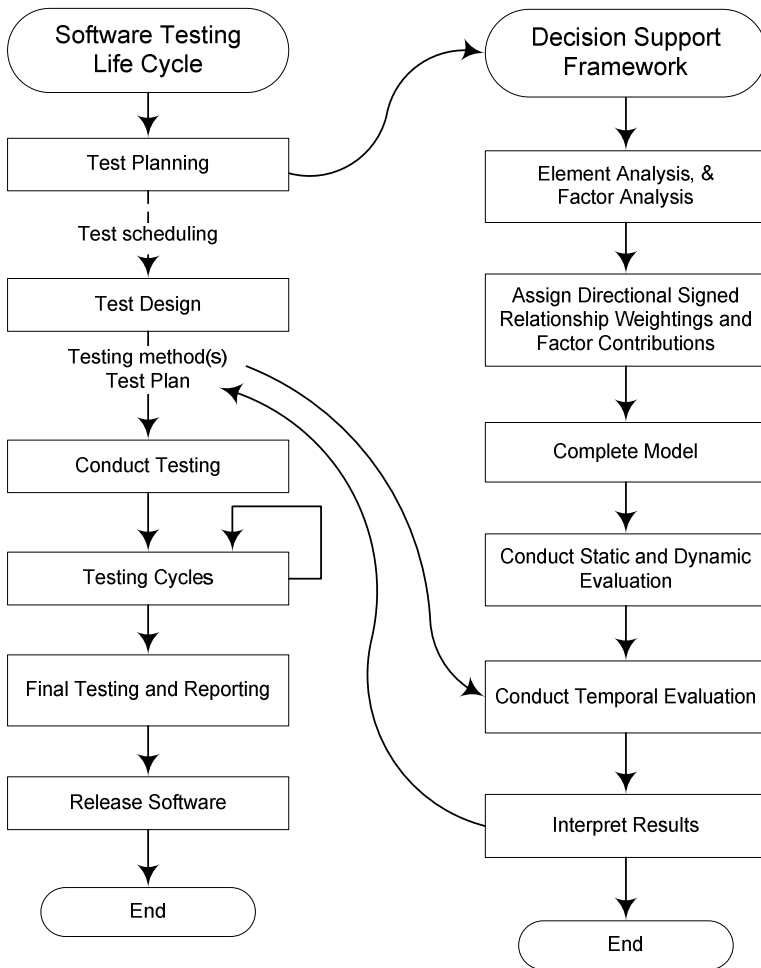 Software Testing
Life Cycle
Test Planning
Test scheduling
Test Design
Testing method(s)
Test Plan
Conduct Testing
Testing Cycles
Final Testing and Reporting
Release Software
End
Decision Support
Framework
Element Analysis, &
Factor Analysis
Assign Directional Signed
Relationship Weightings and
Factor Contributions
Complete Model
Conduct Static and Dynamic
Evaluation
Conduct Temporal Evaluation
Interpret Results
End